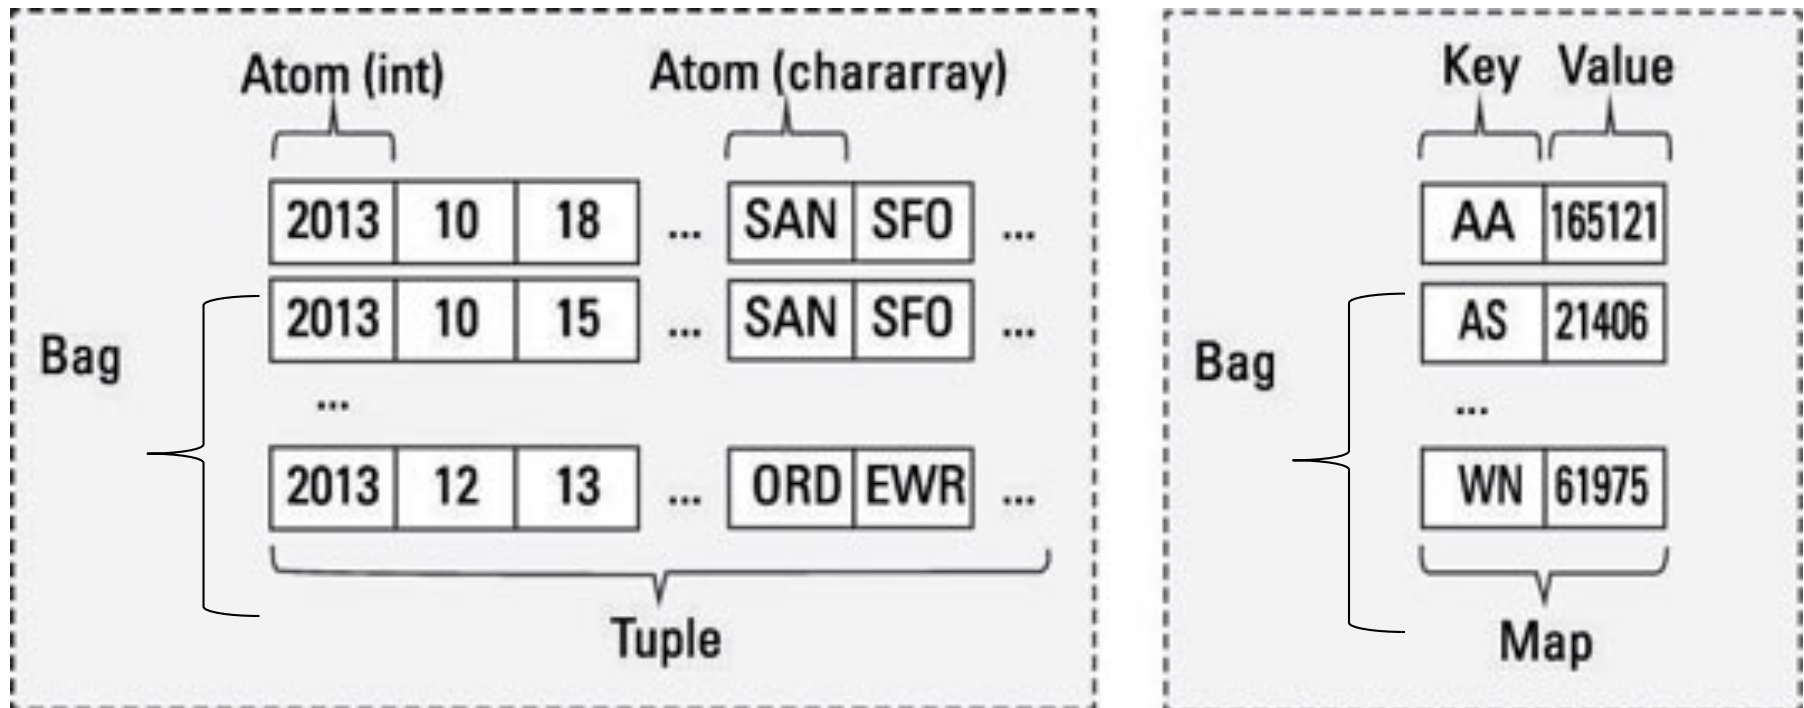 Atom (int) Atom (chararray)
2013 10 18 ... SAN SFO ...
2013 10 15 ... SAN SFO ...
Bag
...
2013 12 13 ... ORD EWR ...
Tuple
Key Value
AA 165121
AS 21406
Bag
...
WN 61975
Map